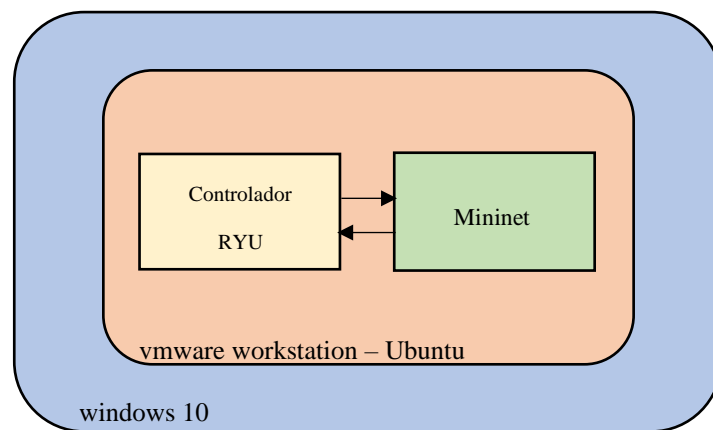 Controlador
RYU
Mininet
vmware workstation – Ubuntu
windows 10